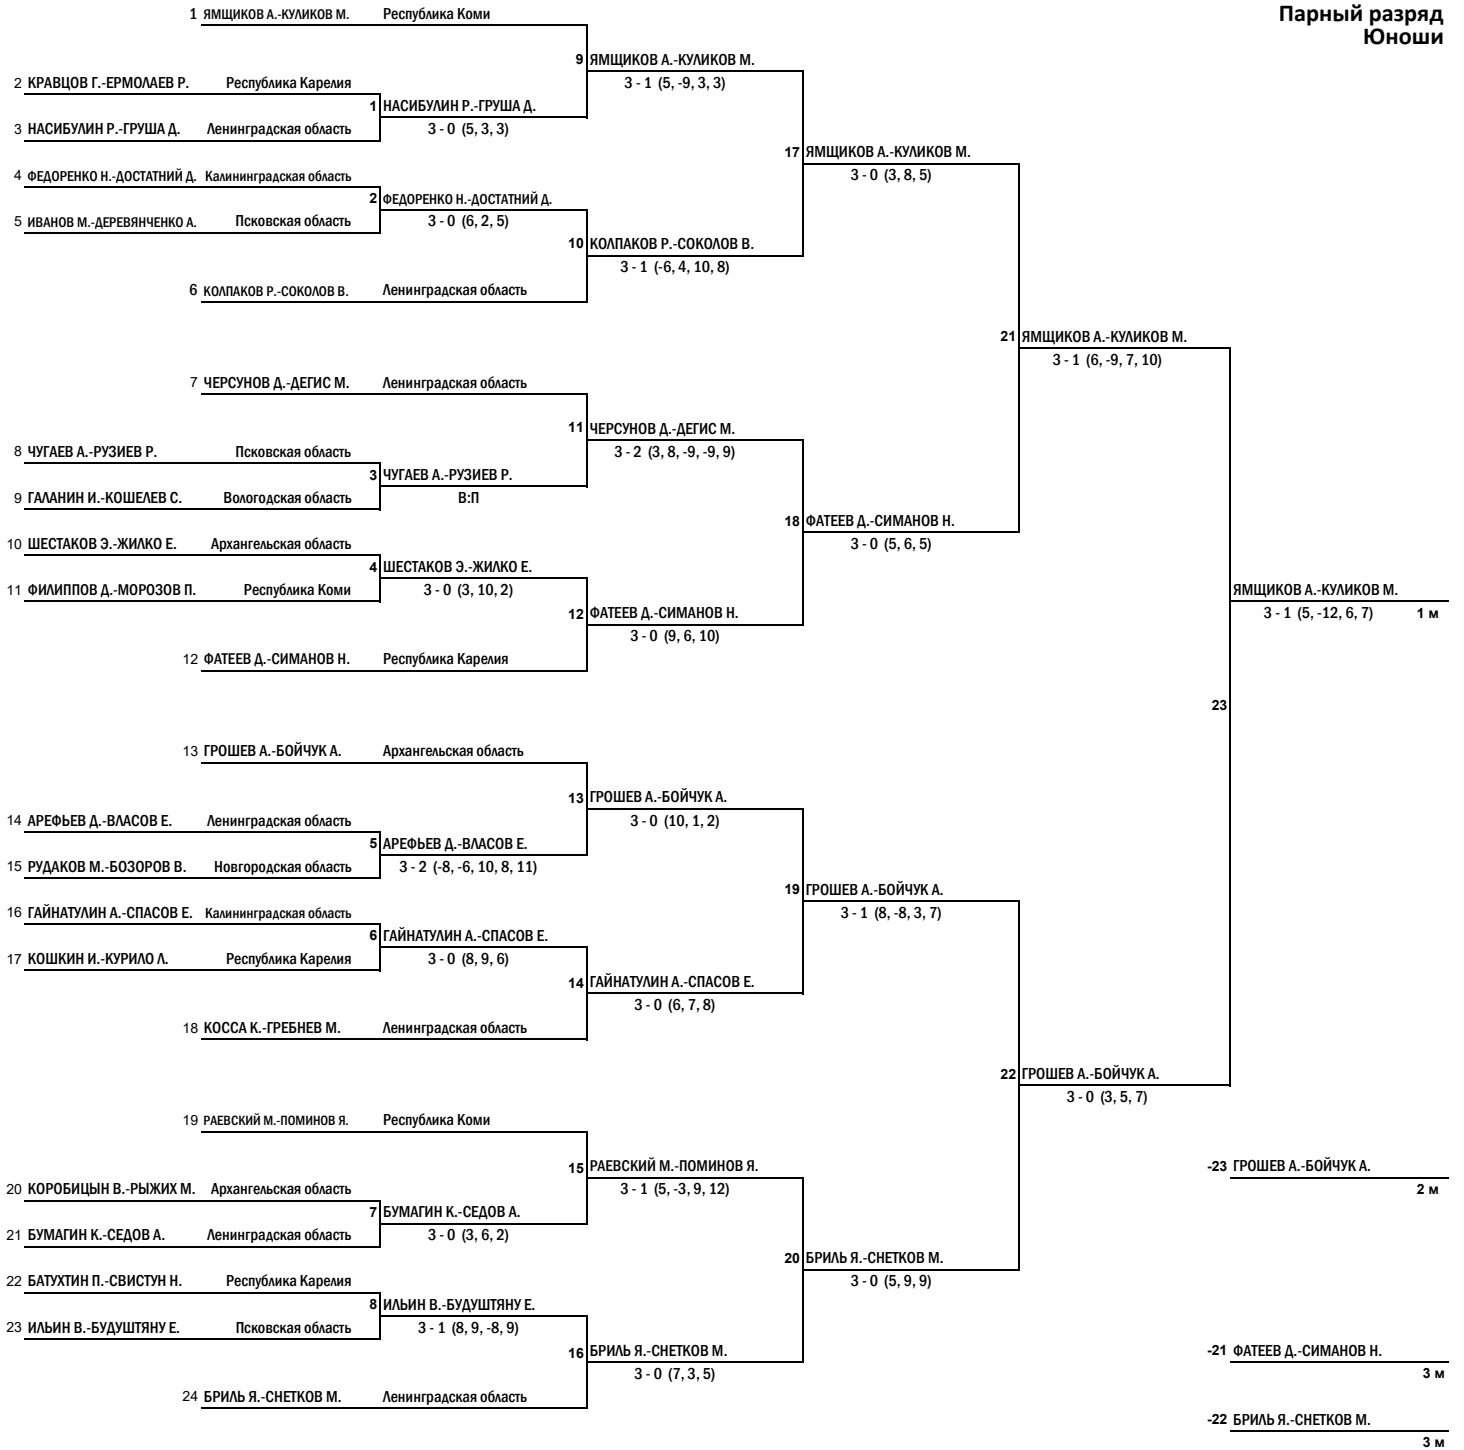 Парный разряд
Юноши
1 ЯМЩИКОВ А.-КУЛИКОВ М. Республика Коми
9 ЯМЩИКОВ А.-КУЛИКОВ М.
2 КРАВЦОВ Г.-ЕРМОЛАЕВ Р. Республика Карелия 3 - 1 (5, -9, 3, 3)
1 НАСИБУЛИН Р.-ГРУША Д.
3 НАСИБУЛИН Р.-ГРУША Д. Ленинградская область 3 - 0 (5, 3, 3)
17 ЯМЩИКОВ А.-КУЛИКОВ М.
4 ФЕДОРЕНКО Н.-ДОСТАТНИЙ Д. Калининградская область 3 - 0 (3, 8, 5)
2 ФЕДОРЕНКО Н.-ДОСТАТНИЙ Д.
5 ИВАНОВ М.-ДЕРЕВЯНЧЕНКО А. Псковская область 3 - 0 (6, 2, 5)
10 КОЛПАКОВ Р.-СОКОЛОВ В.
3 - 1 (-6, 4, 10, 8)
6 КОЛПАКОВ Р.-СОКОЛОВ В. Ленинградская область
21 ЯМЩИКОВ А.-КУЛИКОВ М.
3 - 1 (6, -9, 7, 10)
7 ЧЕРСУНОВ Д.-ДЕГИС М. Ленинградская область
11 ЧЕРСУНОВ Д.-ДЕГИС М.
8 ЧУГАЕВ А.-РУЗИЕВ Р. Псковская область 3 - 2 (3, 8, -9, -9, 9)
3 ЧУГАЕВ А.-РУЗИЕВ Р.
9 ГАЛАНИН И.-КОШЕЛЕВ С. Вологодская область В:П
18 ФАТЕЕВ Д.-СИМАНОВ Н.
10 ШЕСТАКОВ Э.-ЖИЛКО Е. Архангельская область 3 - 0 (5, 6, 5)
4 ШЕСТАКОВ Э.-ЖИЛКО Е.
11 ФИЛИППОВ Д.-МОРОЗОВ П. Республика Коми 3 - 0 (3, 10, 2) ЯМЩИКОВ А.-КУЛИКОВ М.
12 ФАТЕЕВ Д.-СИМАНОВ Н. 3 - 1 (5, -12, 6, 7) 1 м
3 - 0 (9, 6, 10)
12 ФАТЕЕВ Д.-СИМАНОВ Н. Республика Карелия
23
13 ГРОШЕВ А.-БОЙЧУК А. Архангельская область
13 ГРОШЕВ А.-БОЙЧУК А.
14 АРЕФЬЕВ Д.-ВЛАСОВ Е. Ленинградская область 3 - 0 (10, 1, 2)
5 АРЕФЬЕВ Д.-ВЛАСОВ Е.
15 РУДАКОВ М.-БОЗОРОВ В. Новгородская область 3 - 2 (-8, -6, 10, 8, 11)
19 ГРОШЕВ А.-БОЙЧУК А.
16 ГАЙНАТУЛИН А.-СПАСОВ Е. Калининградская область 3 - 1 (8, -8, 3, 7)
6 ГАЙНАТУЛИН А.-СПАСОВ Е.
17 КОШКИН И.-КУРИЛО Л. Республика Карелия 3 - 0 (8, 9, 6)
14 ГАЙНАТУЛИН А.-СПАСОВ Е.
3 - 0 (6, 7, 8)
18 КОССА К.-ГРЕБНЕВ М. Ленинградская область
22 ГРОШЕВ А.-БОЙЧУК А.
3 - 0 (3, 5, 7)
19 РАЕВСКИЙ М.-ПОМИНОВ Я. Республика Коми
15 РАЕВСКИЙ М.-ПОМИНОВ Я. -23 ГРОШЕВ А.-БОЙЧУК А.
20 КОРОБИЦЫН В.-РЫЖИХ М. Архангельская область 3 - 1 (5, -3, 9, 12) 2 м
7 БУМАГИН К.-СЕДОВ А.
21 БУМАГИН К.-СЕДОВ А. Ленинградская область 3 - 0 (3, 6, 2)
20 БРИЛЬ Я.-СНЕТКОВ М.
22 БАТУХТИН П.-СВИСТУН Н. Республика Карелия 3 - 0 (5, 9, 9)
8 ИЛЬИН В.-БУДУШТЯНУ Е.
23 ИЛЬИН В.-БУДУШТЯНУ Е. Псковская область 3 - 1 (8, 9, -8, 9)
16 БРИЛЬ Я.-СНЕТКОВ М. -21 ФАТЕЕВ Д.-СИМАНОВ Н.
3 - 0 (7, 3, 5) 3 м
24 БРИЛЬ Я.-СНЕТКОВ М. Ленинградская область
-22 БРИЛЬ Я.-СНЕТКОВ М.
3 м